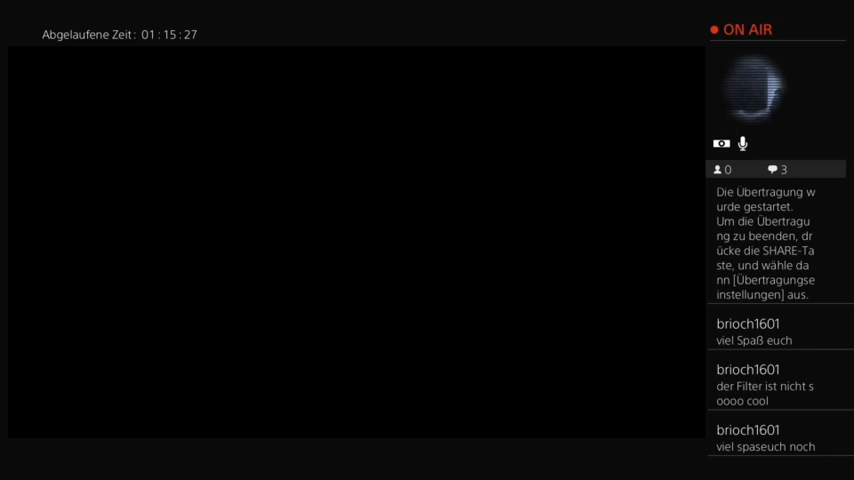 Abgelaufene Zeit: 01 : 15 : 27
ON AIR
0 3
Die Übertragung w
urde gestartet.
Um die Übertragu
ng zu beenden, dr
ücke die SHARE-Ta
ste, und wähle da
nn [Übertragungse
instellungen] aus.
brioch1601
viel Spaß euch
brioch1601
der Filter ist nicht s
oooo cool
brioch1601
viel spaseuch noch